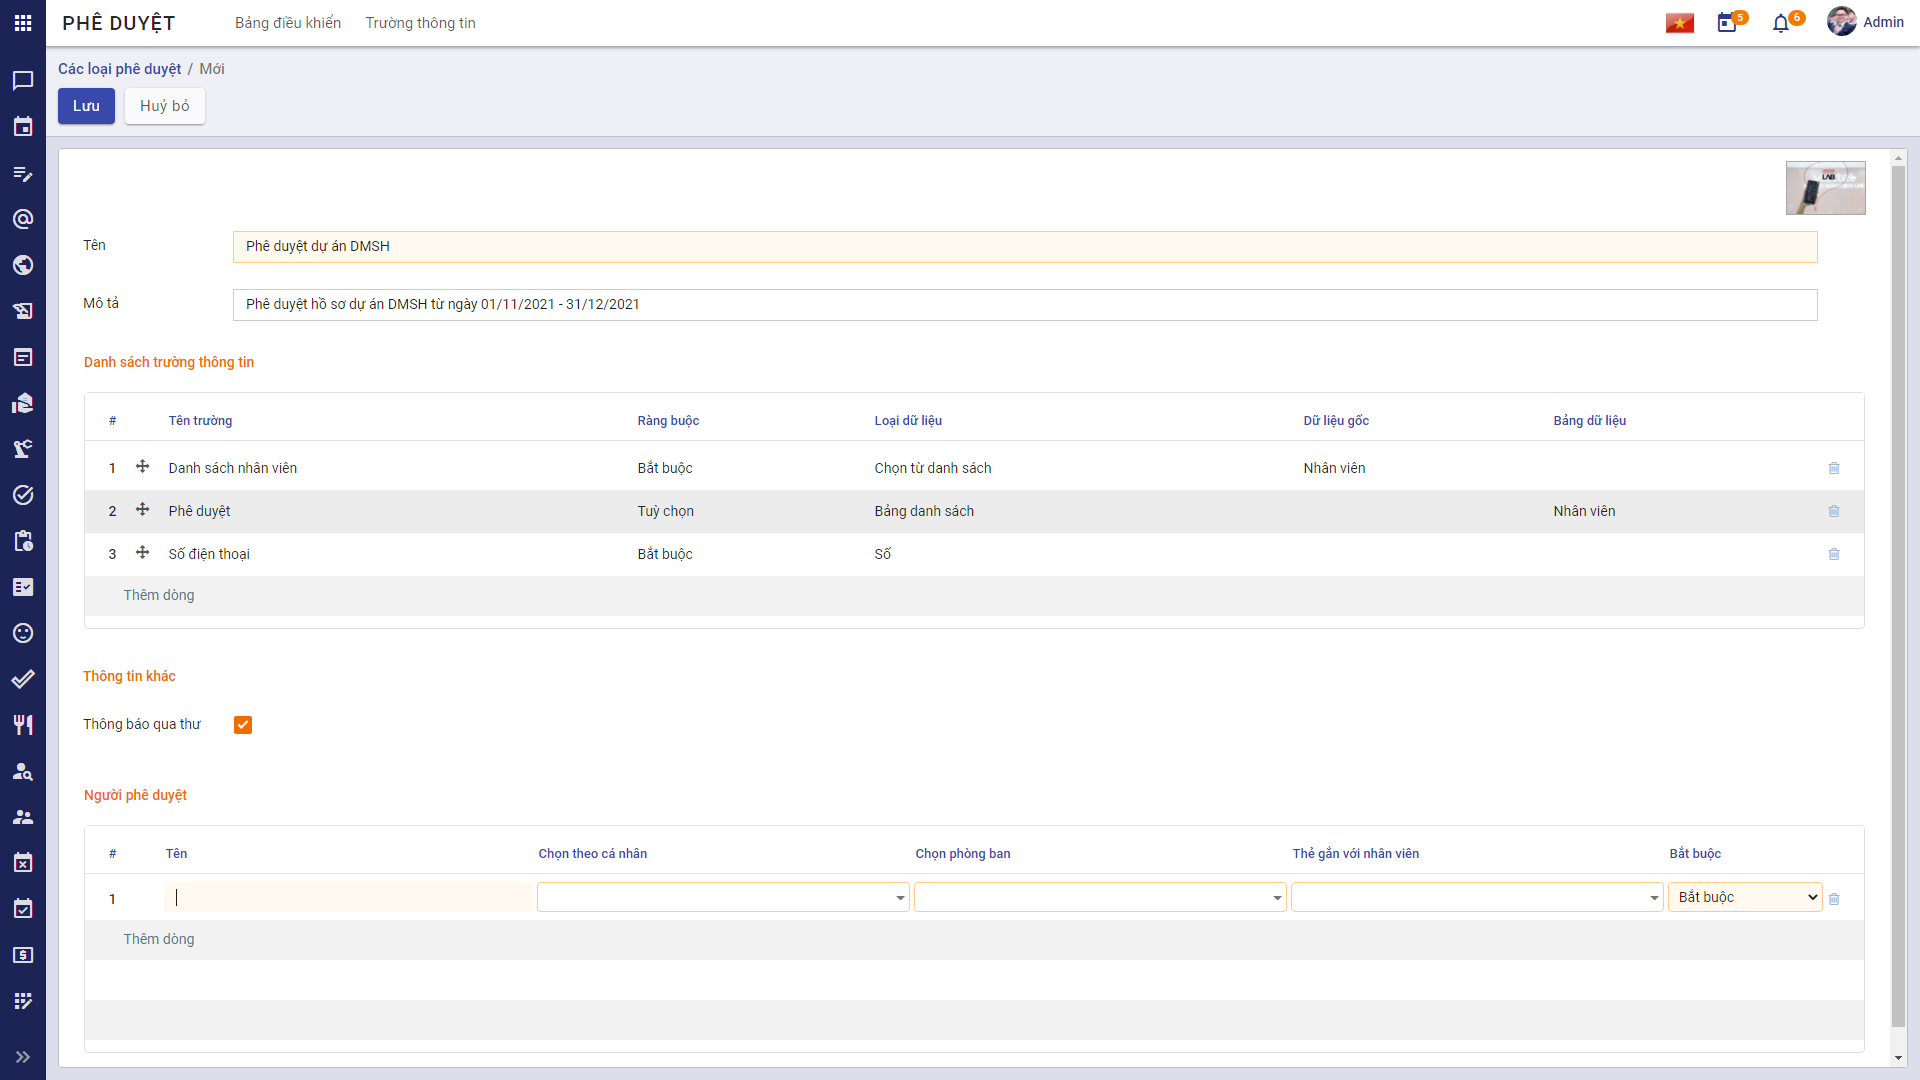 PHÊ DUYỆT
Bảng điều khiển
Trường thông tin
5
6
Admin
Các loại phê duyệt / Mới
Lưu
Huỷ bỏ
LAB
Tên
Phê duyệt dự án DMSH
Mô tả
Phê duyệt hồ sơ dự án DMSH từ ngày 01/11/2021 - 31/12/2021
Danh sách trường thông tin
# Tên trường Ràng buộc Loại dữ liệu Dữ liệu gốc Bảng dữ liệu
1 Danh sách nhân viên Bắt buộc Chọn từ danh sách Nhân viên
2 Phê duyệt Tuỳ chọn Bảng danh sách Nhân viên
3 Số điện thoại Bắt buộc Số
Thêm dòng
Thông tin khác
Thông báo qua thư
Người phê duyệt
# Tên Chọn theo cá nhân Chọn phòng ban Thẻ gắn với nhân viên Bắt buộc
1 Bắt buộc
Thêm dòng